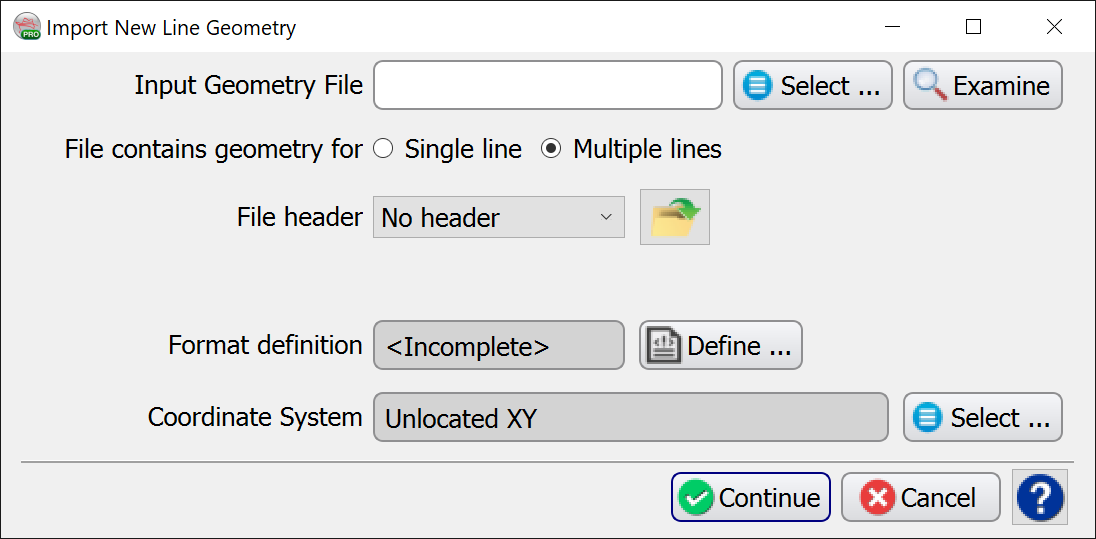 PRO Import New Line Geometry
Input Geometry File Select ... Examine
File contains geometry for Single line Multiple lines
File header No header
Format definition <Incomplete> Define ...
Coordinate System Unlocated XY Select ...
Continue Cancel ?